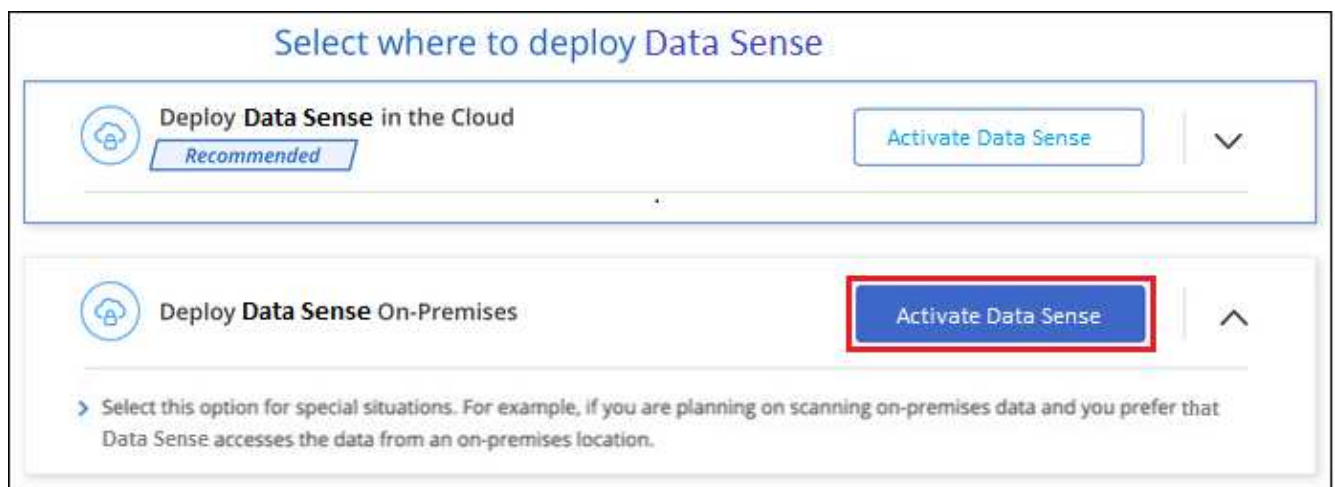 Select where to deploy Data Sense
Deploy Data Sense in the Cloud
Recommended
Activate Data Sense
Deploy Data Sense On-Premises
Activate Data Sense
Select this option for special situations. For example, if you are planning on scanning on-premises data and you prefer that
Data Sense accesses the data from an on-premises location.